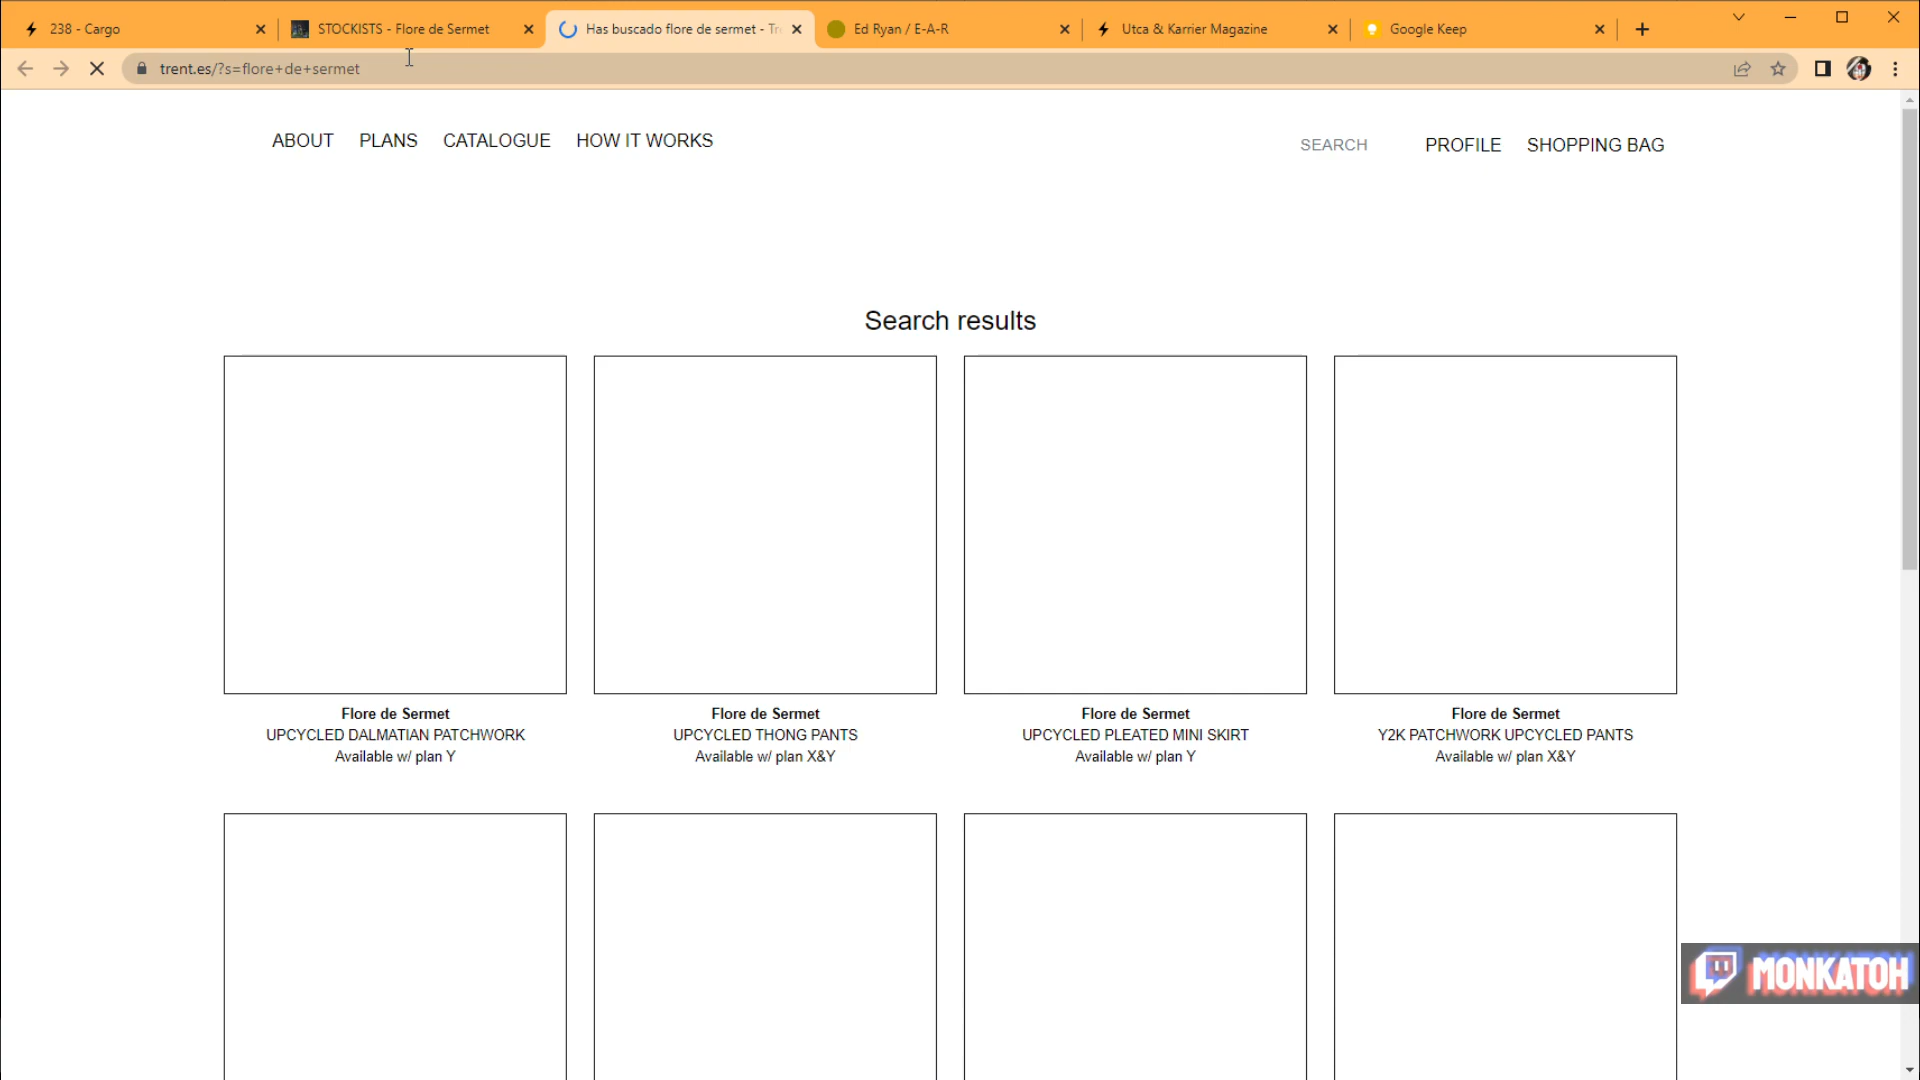 238 - Cargo
STOCKISTS - Flore de Sermet
Has buscado flore de sermet - Tr
Ed Ryan / E-A-R
Utca & Karrier Magazine
Google Keep
trent.es/?s=flore+de+sermet
ABOUT PLANS CATALOGUE HOW IT WORKS
SEARCH PROFILE SHOPPING BAG
Search results
Flore de Sermet
UPCYCLED DALMATIAN PATCHWORK
Available w/ plan Y
Flore de Sermet
UPCYCLED THONG PANTS
Available w/ plan X&Y
Flore de Sermet
UPCYCLED PLEATED MINI SKIRT
Available w/ plan Y
Flore de Sermet
Y2K PATCHWORK UPCYCLED PANTS
Available w/ plan X&Y
MONKATOH